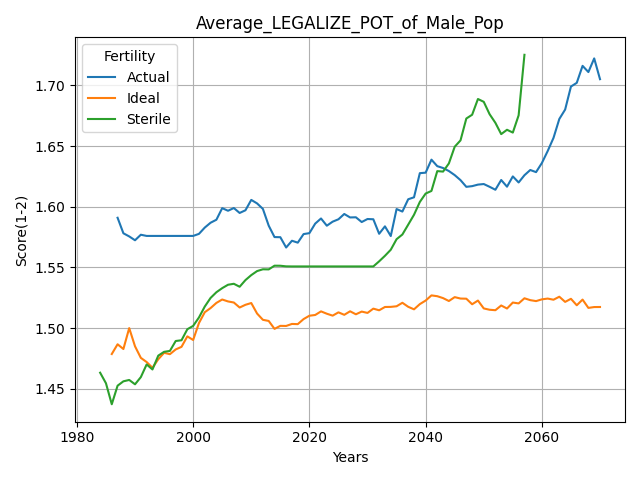 Average_LEGALIZE_POT_of_Male_Pop
Fertility
Actual
Ideal
Sterile
1.70
1.65
1.60
1.55
1.50
1.45
Score(1-2)
1980
2000
2020
2040
2060
Years